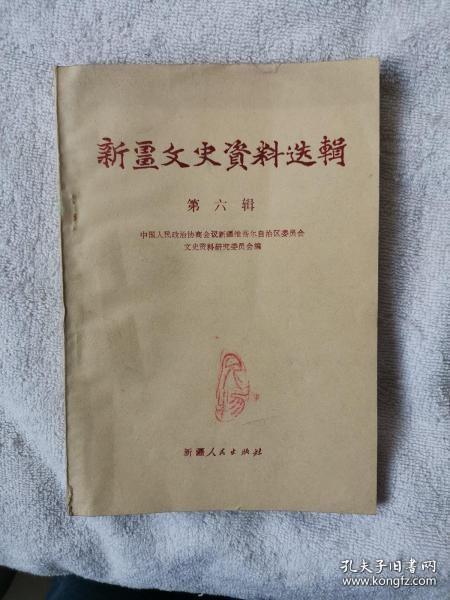 新畺文史資料选輯
第六辑
中国人民政治协商会议新疆维吾尔自治区委员会
文史资料研究委员会编
新疆人民出版社
孔夫子旧书网
www.kongfz.com